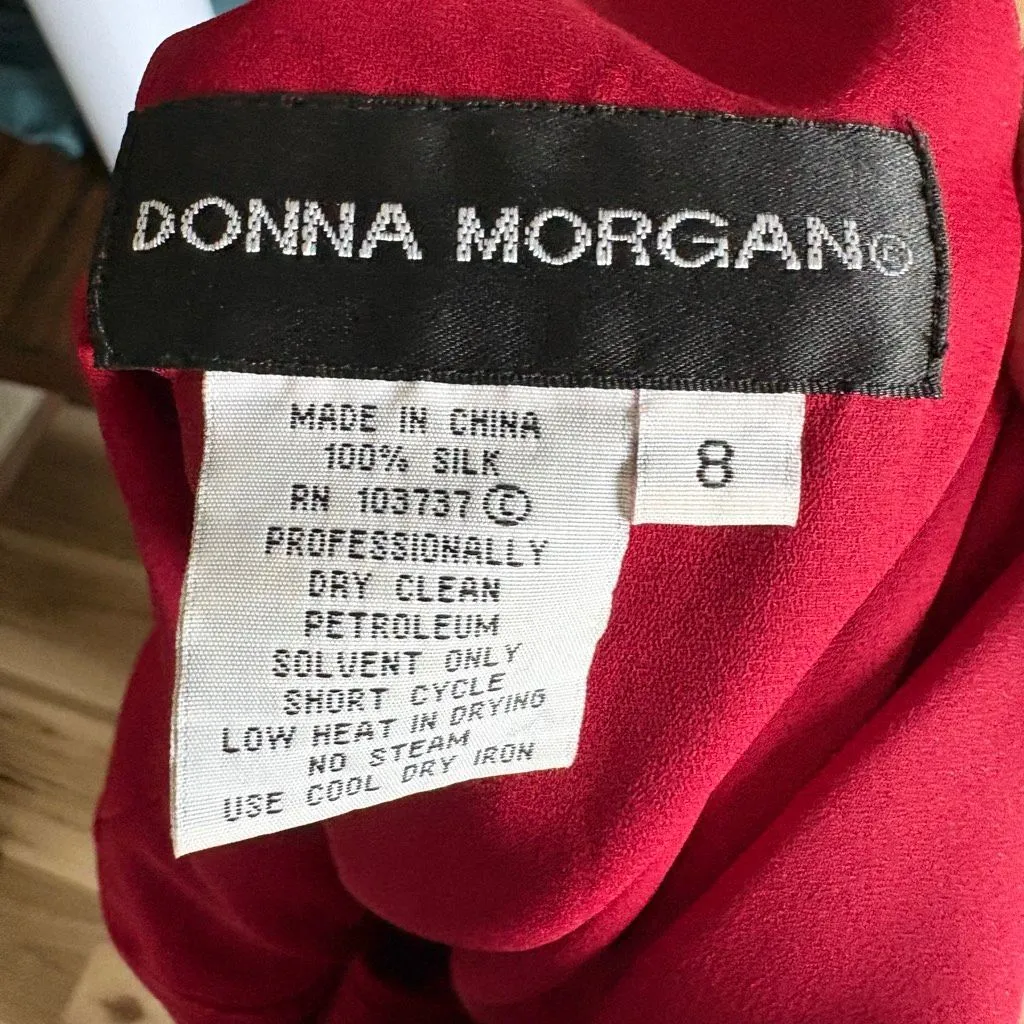 DONNA MORGAN©
MADE IN CHINA
100% SILK
RN 103737 ©
PROFESSIONALLY
DRY CLEAN
PETROLEUM
SOLVENT ONLY
SHORT CYCLE
LOW HEAT IN DRYING
NO STEAM
USE COOL DRY IRON
8